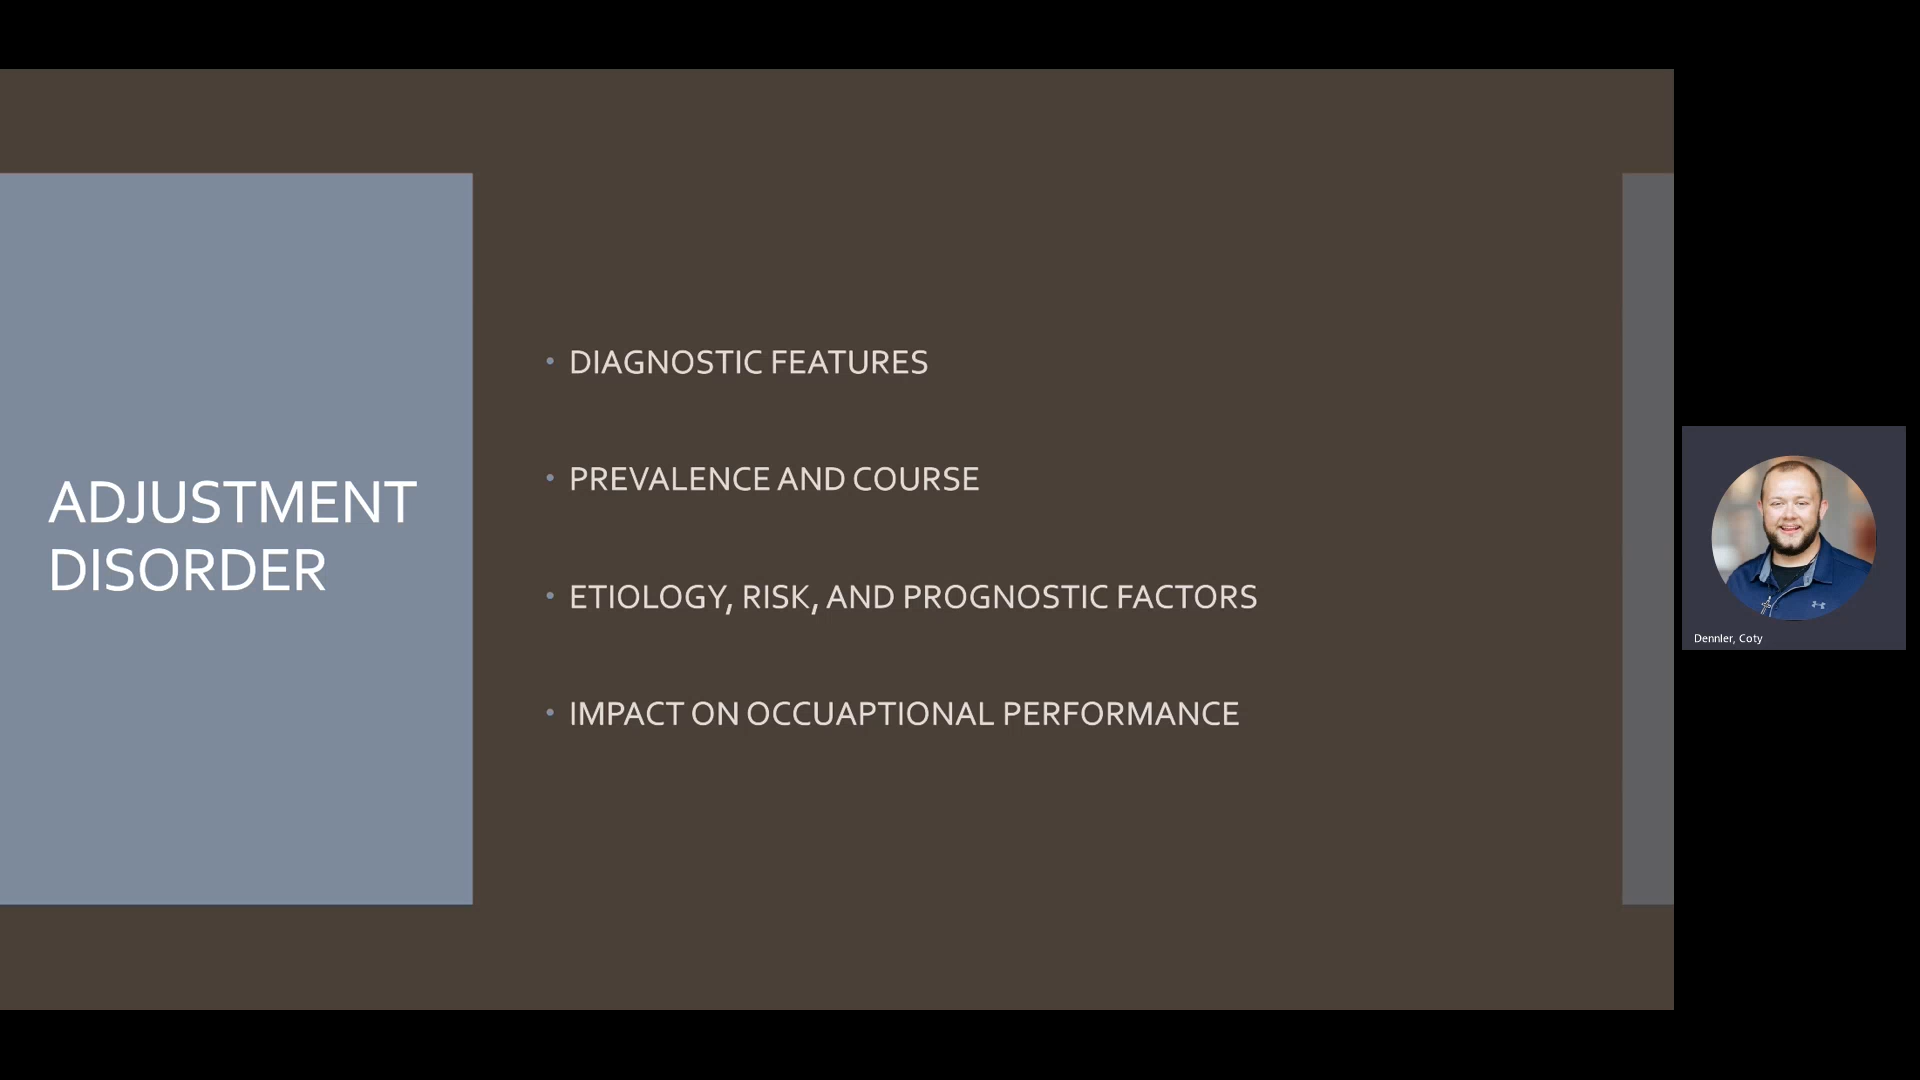 ADJUSTMENT
DISORDER
• DIAGNOSTIC FEATURES
• PREVALENCE AND COURSE
• ETIOLOGY, RISK, AND PROGNOSTIC FACTORS
• IMPACT ON OCCUAPTIONAL PERFORMANCE
Dennler, Coty